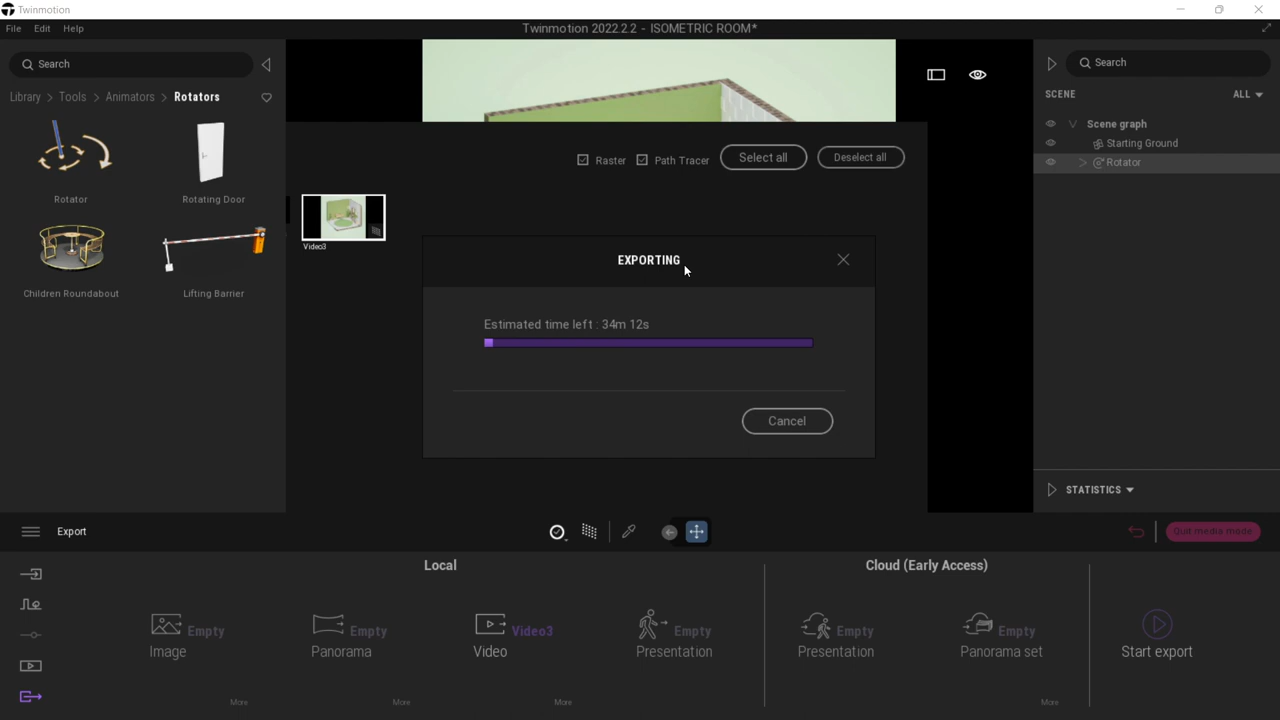 Twinmotion
File Edit Help
Twinmotion 2022.2.2 - ISOMETRIC ROOM*
Search
Library > Tools > Animators > Rotators
Rotator
Rotating Door
Children Roundabout
Lifting Barrier
Raster
Path Tracer
Select all
Deselect all
Video3
EXPORTING
Estimated time left : 34m 12s
Cancel
Search
SCENE
ALL
Scene graph
Starting Ground
Rotator
STATISTICS
Export
Quit media mode
Local
Cloud (Early Access)
Empty
Image
More
Empty
Panorama
More
Video3
Video
More
Empty
Presentation
Empty
Presentation
Empty
Panorama set
More
Start export